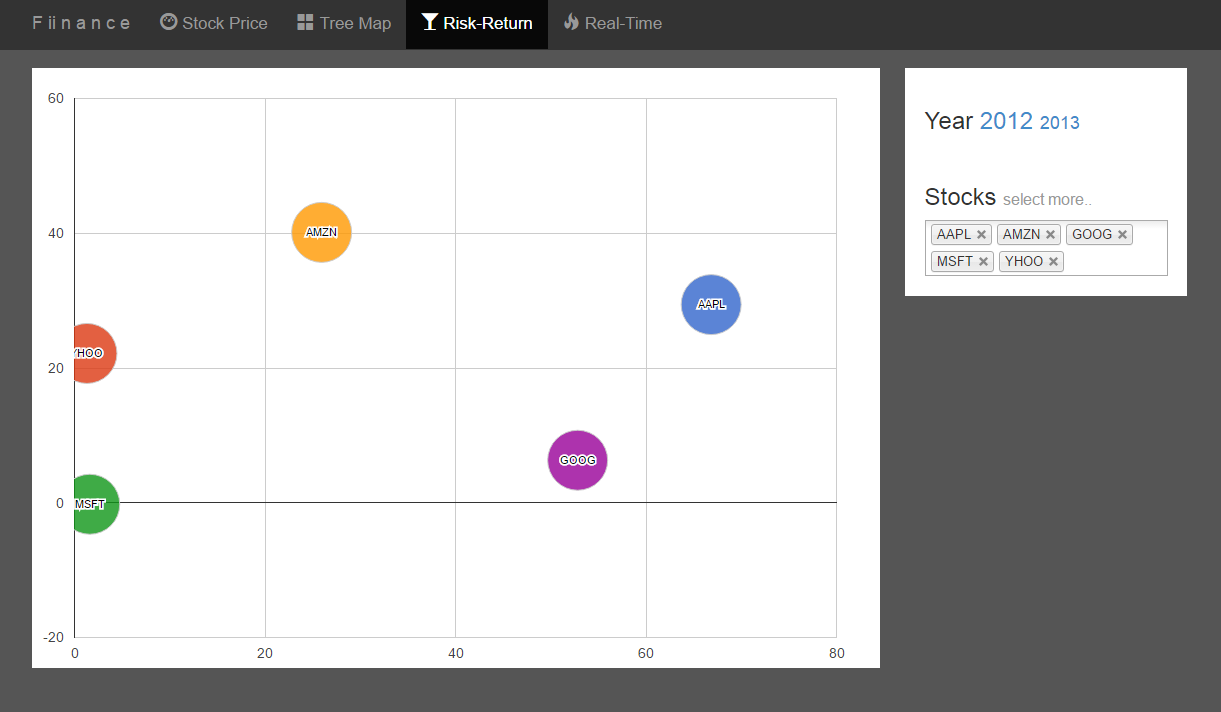 Fiinance Stock Price Tree Map Risk-Return Real-Time
60
40
20
0
-20
0 20 40 60 80
AMZN
AAPL
YHOO
GOOG
MSFT
Year 2012 2013
Stocks select more..
AAPL AMZN GOOG
MSFT YHOO